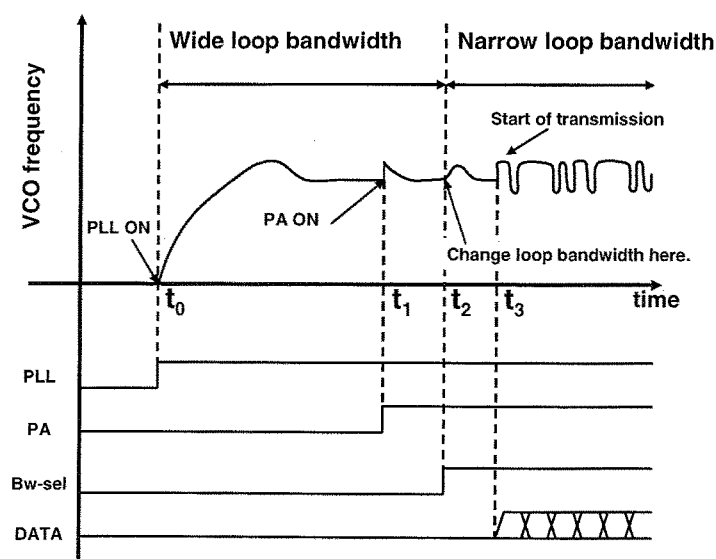 Wide loop bandwidth
Narrow loop bandwidth
Start of transmission
VCO frequency
PLL ON
PA ON
Change loop bandwidth here.
t0
t1
t2
t3
time
PLL
PA
Bw-sel
DATA